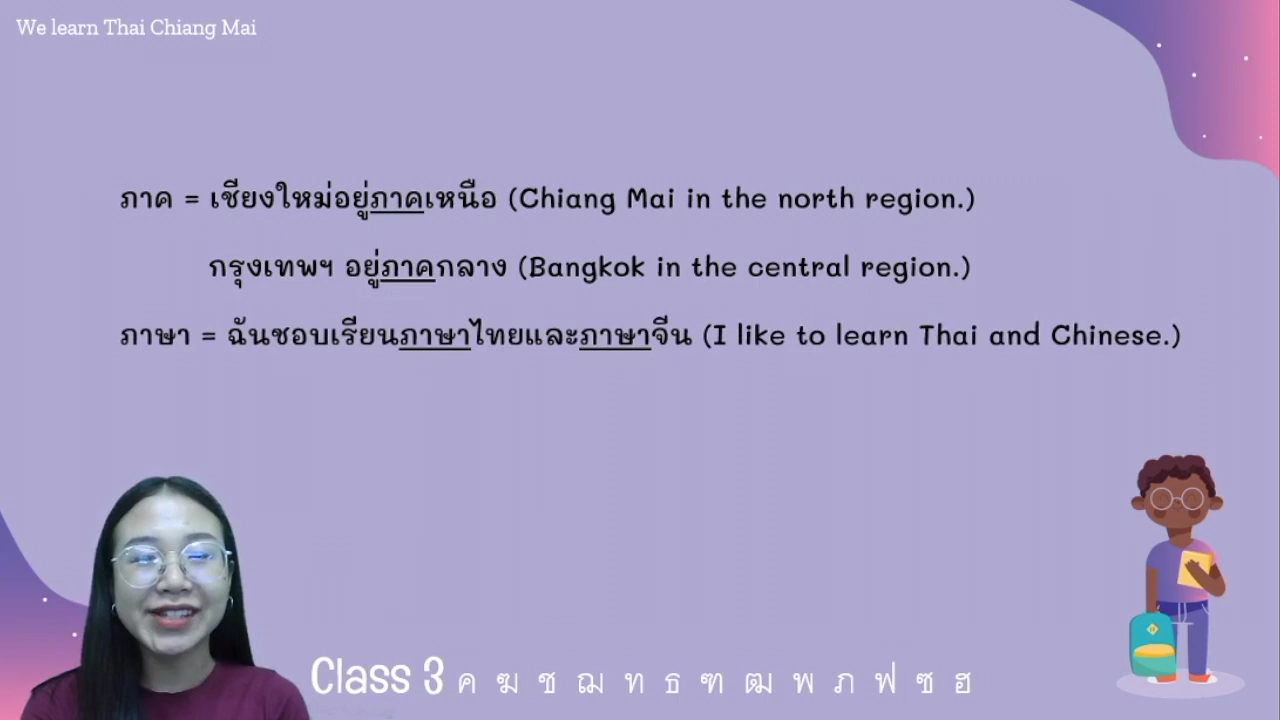 We learn Thai Chiang Mai
ภาค = เชียงใหม่อยู่ภาคเหนือ (Chiang Mai in the north region.)
กรุงเทพฯ อยู่ภาคกลาง (Bangkok in the central region.)
ภาษา = ฉันชอบเรียนภาษาไทยและภาษาจีน (I like to learn Thai and Chinese.)
Class 3 ค ฆ ช ฌ ท ธ ฑ ฒ พ ภ ฟ ซ ฮ